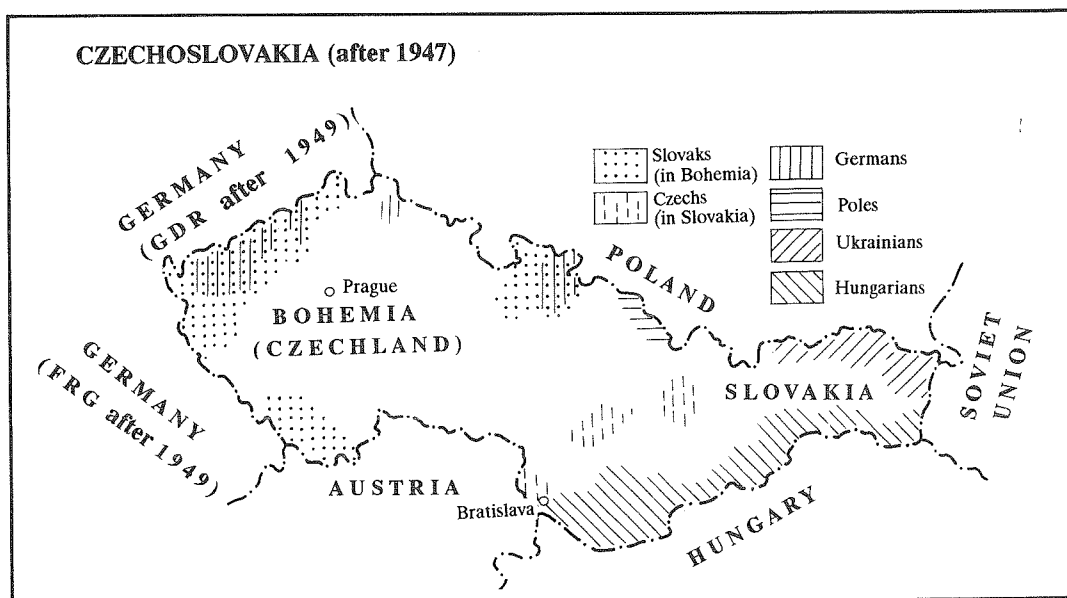 CZECHOSLOVAKIA (after 1947)
GERMANY
(GDR after 1949)
Slovaks
(in Bohemia)
Czechs
(in Slovakia)
Germans
Poles
Ukrainians
Hungarians
POLAND
Prague
BOHEMIA
(CZECHLAND)
GERMANY
(FRG after 1949)
SLOVAKIA
SOVIET
UNION
AUSTRIA
Bratislava
HUNGARY